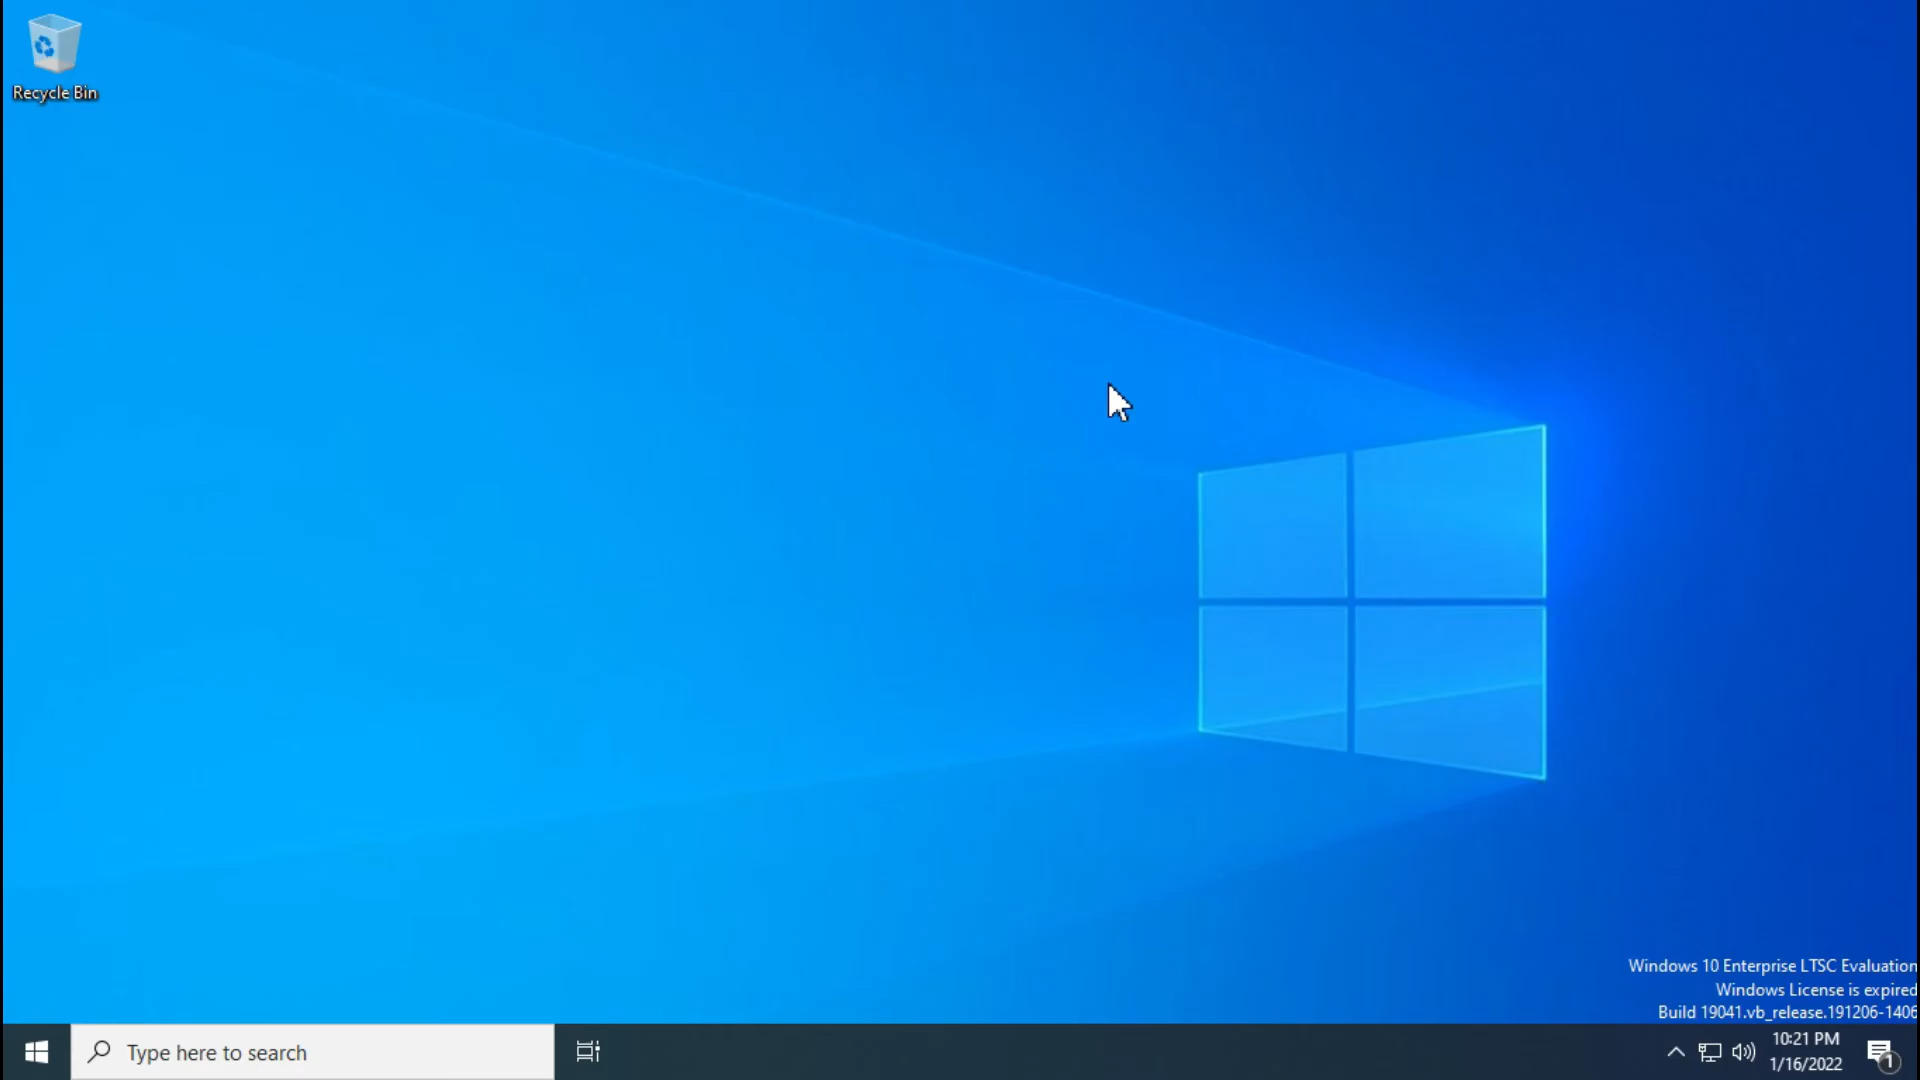 Recycle Bin
Windows 10 Enterprise LTSC Evaluation
Windows License is expired
Build 19041.vb_release.191206-1406
Type here to search
10:21 PM
1/16/2022
1